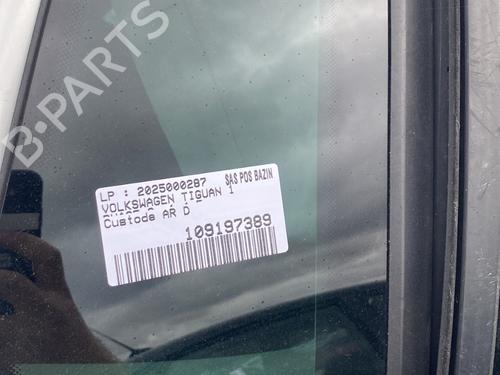 LP : 2025000287 SAS POS BAZIN
VOLKSWAGEN TIGUAN 1
Custode AR D
109197389
B-PARTS